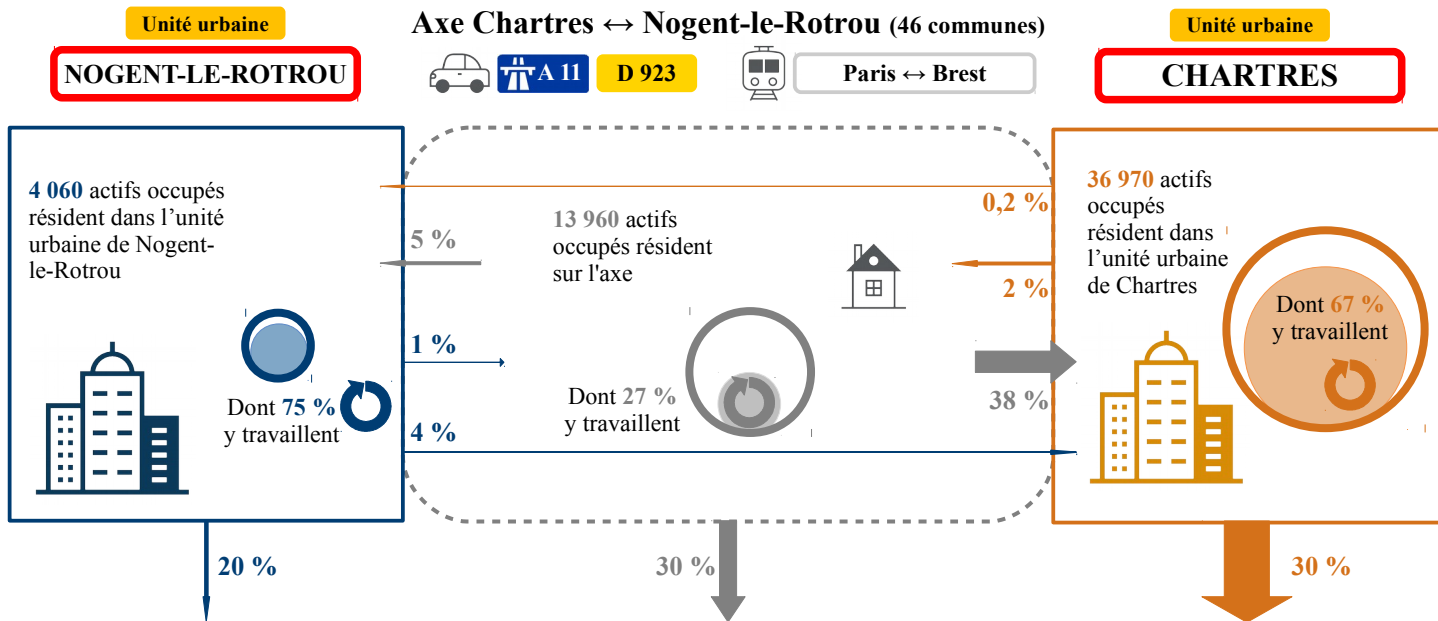 Unité urbaine
NOGENT-LE-ROTROU
Axe Chartres ↔ Nogent-le-Rotrou (46 communes)
A 11
D 923
Paris ↔ Brest
Unité urbaine
CHARTRES
4 060 actifs occupés
résident dans l’unité
urbaine de Nogent-
le-Rotrou
Dont 75 %
y travaillent
5 %
1 %
4 %
13 960 actifs
occupés résident
sur l'axe
Dont 27 %
y travaillent
0,2 %
2 %
38 %
36 970 actifs
occupés
résident dans
l’unité urbaine
de Chartres
Dont 67 %
y travaillent
20 %
30 %
30 %